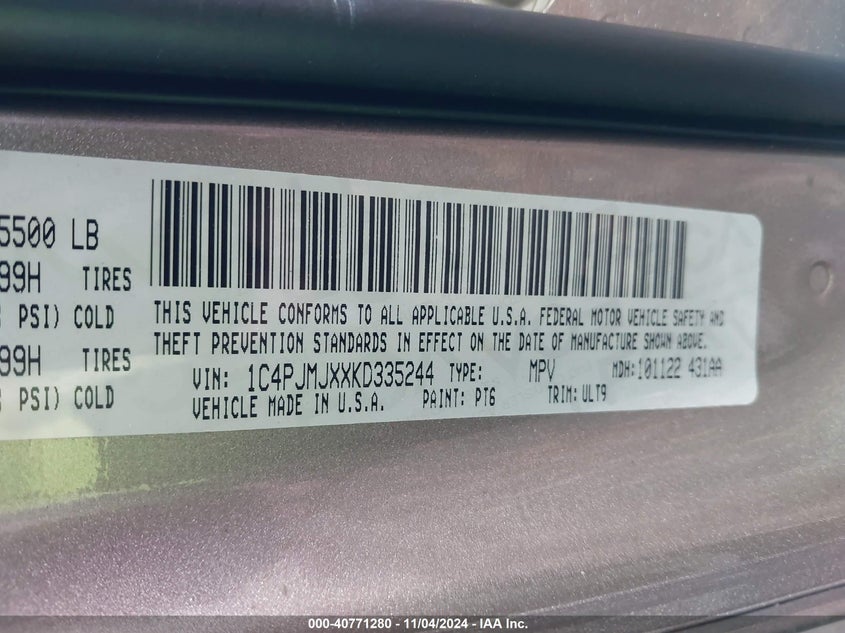 5500 LB
99H TIRES
PSI) COLD
99H TIRES
PSI) COLD
THIS VEHICLE CONFORMS TO ALL APPLICABLE U.S.A. FEDERAL MOTOR VEHICLE SAFETY AND
THEFT PREVENTION STANDARDS IN EFFECT ON THE DATE OF MANUFACTURE SHOWN ABOVE.
VIN: 1C4PJMJXXKD335244 TYPE: MPV MDH:101122 431AA
VEHICLE MADE IN U.S.A. PAINT: PT6 TRIM:ULT9
000-40771280 - 11/04/2024 - IAA Inc.